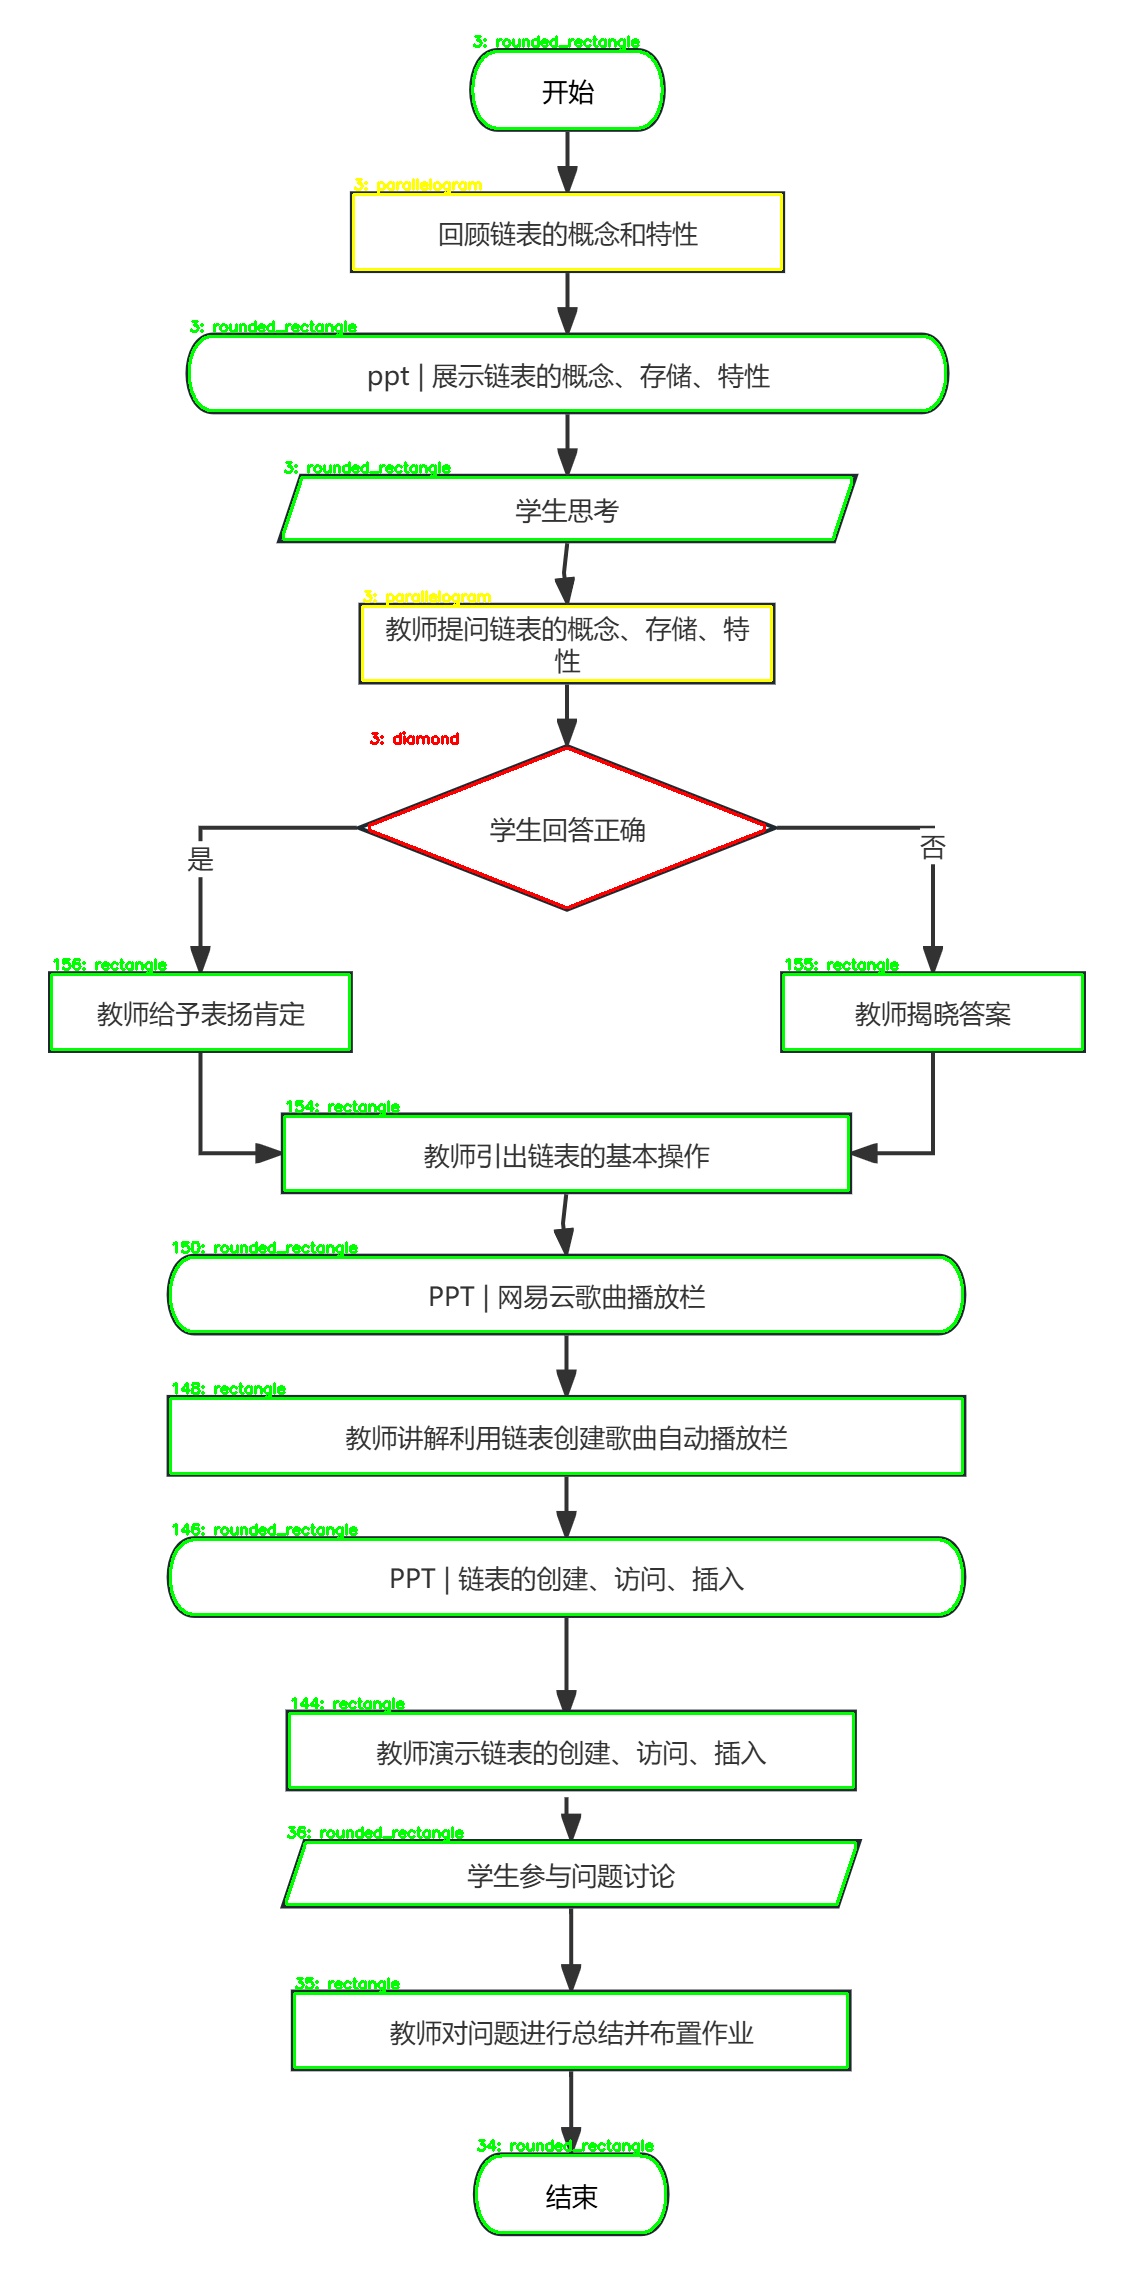 3: rounded_rectangle
开始
3: parallelogram
回顾链表的概念和特性
3: rounded_rectangle
ppt | 展示链表的概念、存储、特性
3: rounded_rectangle
学生思考
3: parallelogram
教师提问链表的概念、存储、特
性
3: diamond
学生回答正确
是
否
156: rectangle
教师给予表扬肯定
155: rectangle
教师揭晓答案
154: rectangle
教师引出链表的基本操作
150: rounded_rectangle
PPT | 网易云歌曲播放栏
148: rectangle
教师讲解利用链表创建歌曲自动播放栏
146: rounded_rectangle
PPT | 链表的创建、访问、插入
144: rectangle
教师演示链表的创建、访问、插入
36: rounded_rectangle
学生参与问题讨论
35: rectangle
教师对问题进行总结并布置作业
34: rounded_rectangle
结束